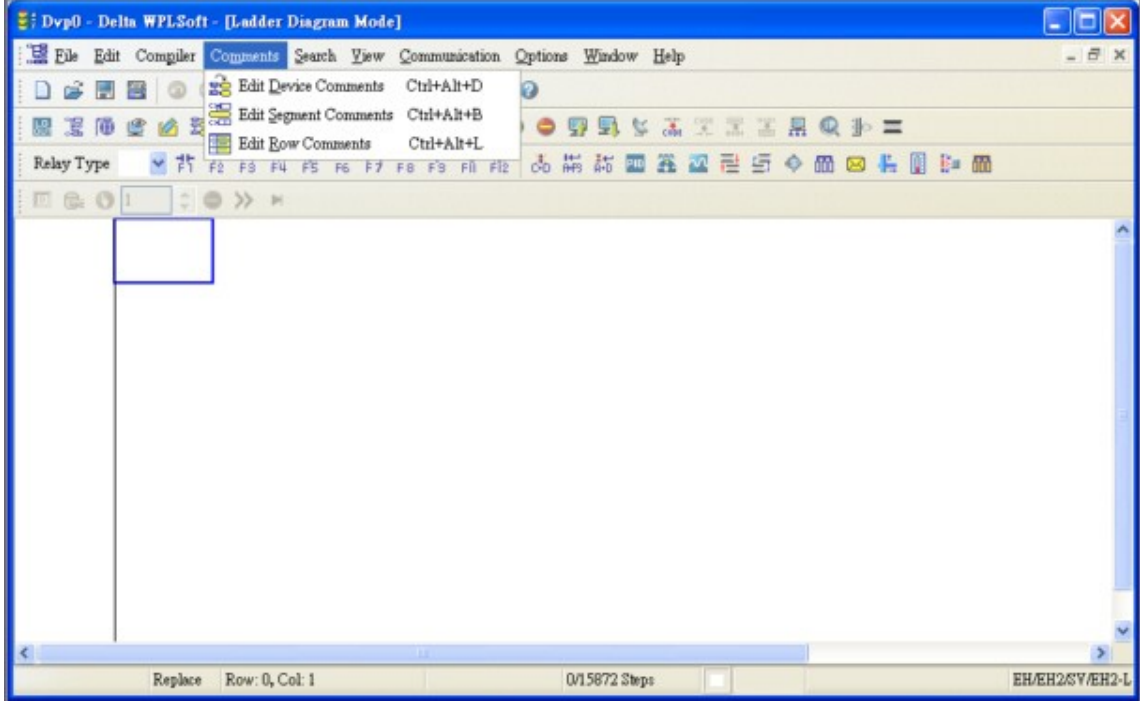 Dvp0 - Delta WPLSoft - [Ladder Diagram Mode]
File Edit Compiler Comments Search View Communication Options Window Help
Edit Device Comments Ctrl+Alt+D
Edit Segment Comments Ctrl+Alt+B
Edit Row Comments Ctrl+Alt+L
Relay Type F1 F2 F3 F4 F5 F6 F7 F8 F9 F11 F12
1
Replace Row: 0, Col: 1 0/15872 Steps EH/EH2/SV/EH2-L